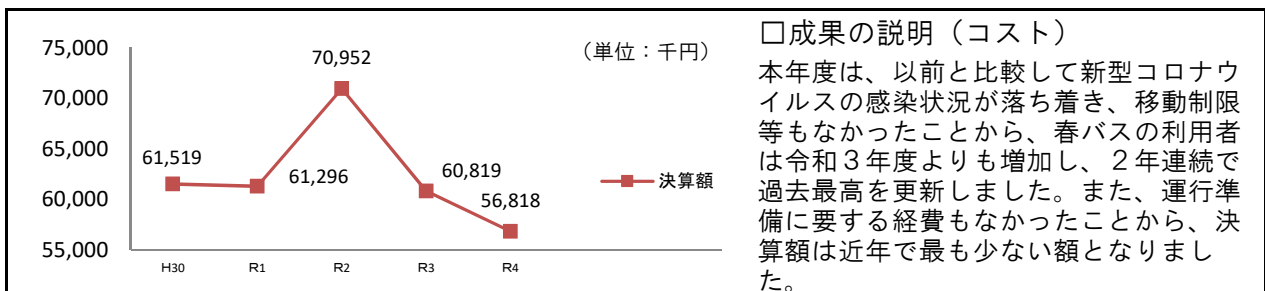 75,000
70,000
65,000
60,000
55,000
(単位:千円)
61,519
61,296
70,952
60,819
56,818
決算額
H30
R1
R2
R3
R4
□成果の説明(コスト)
本年度は、以前と比較して新型コロナウ
イルスの感染状況が落ち着き、移動制限
等もなかったことから、春バスの利用者
は令和3年度よりも増加し、2年連続で
過去最高を更新しました。また、運行準
備に要する経費もなかったことから、決
算額は近年で最も少ない額となりまし
た。